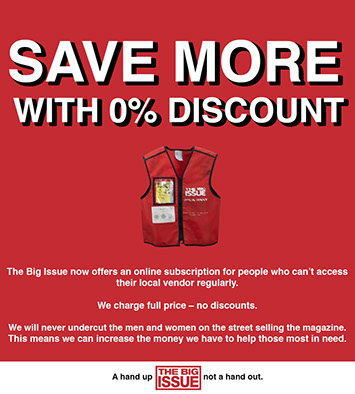 SAVE MORE
WITH 0% DISCOUNT
THE BIG
ISSUE
The Big Issue now offers an online subscription for people who can't access
their local vendor regularly.
We charge full price – no discounts.
We will never undercut the men and women on the street selling the magazine.
This means we can increase the money we have to help those most in need.
A hand up THE BIG ISSUE not a hand out.